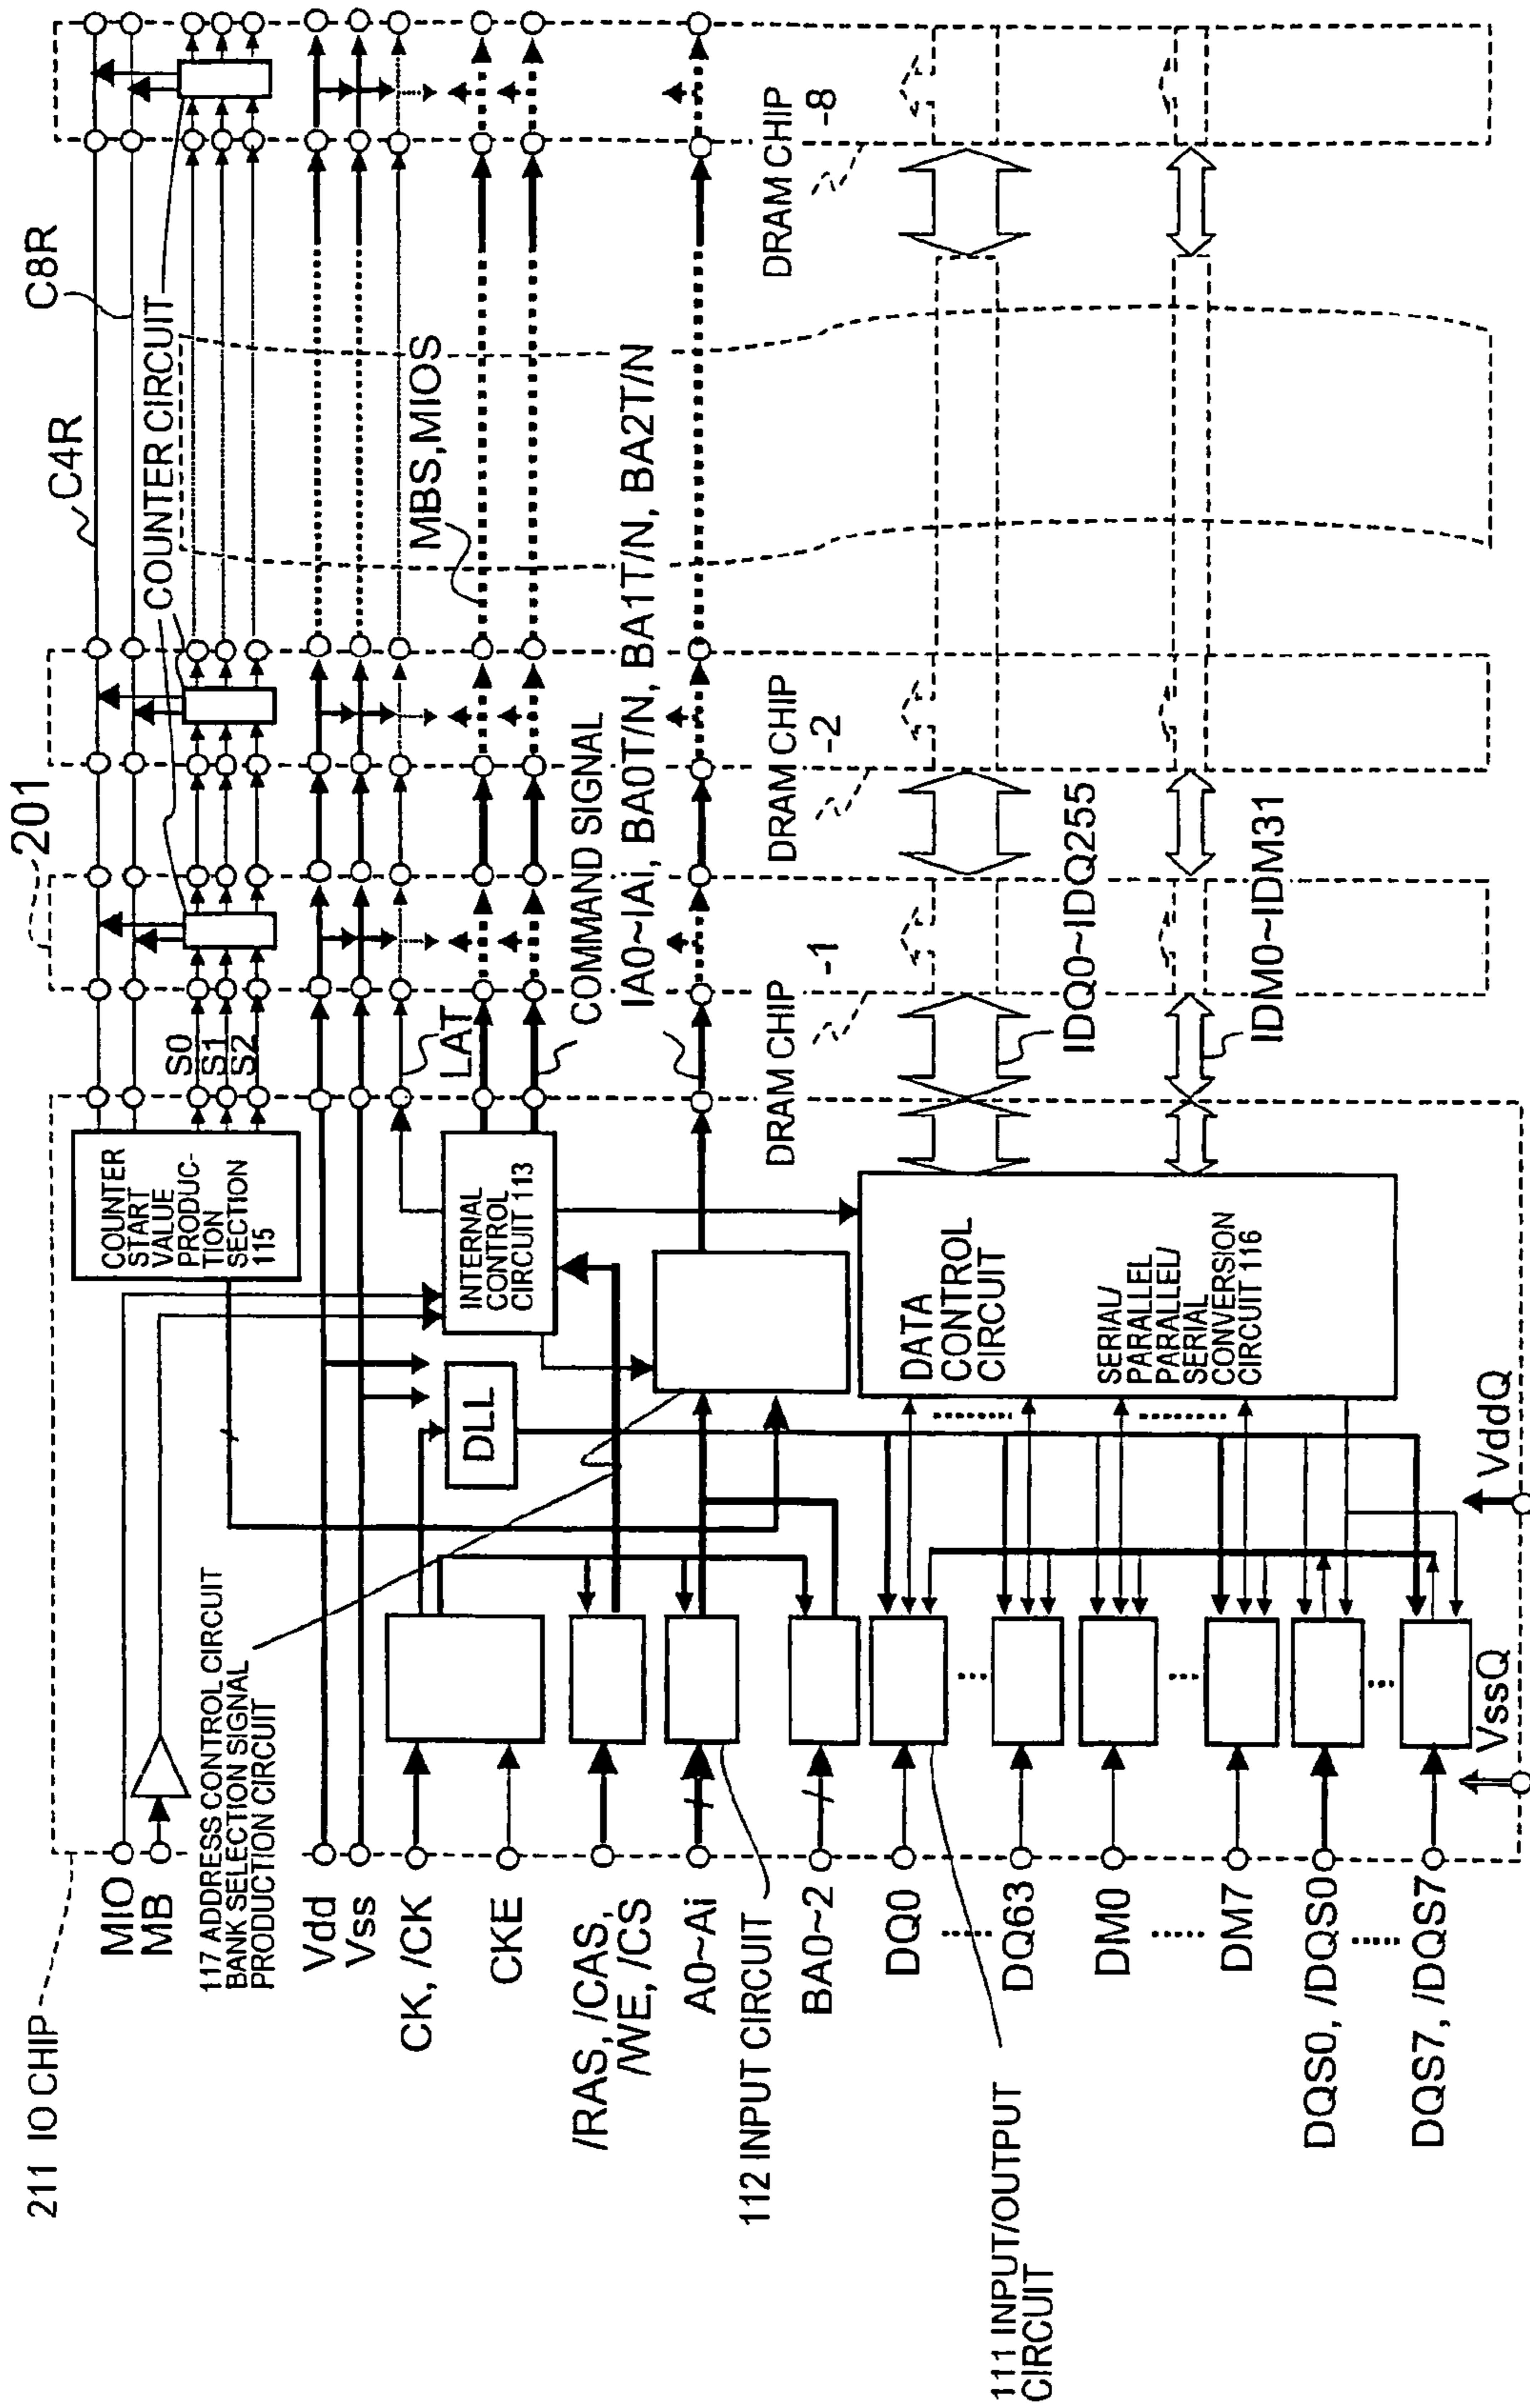 211 IO CHIP
201
C4R
C8R
COUNTER CIRCUIT
MIO
MB
117 ADDRESS CONTROL CIRCUIT
BANK SELECTION SIGNAL
PRODUCTION CIRCUIT
COUNTER
START
VALUE
PRODUC-
TION
SECTION
115
S0
S1
S2
Vdd
Vss
CK, /CK
CKE
DLL
INTERNAL
CONTROL
CIRCUIT 113
LAT
MBS,MIOS
COMMAND SIGNAL
/RAS, /CAS,
/WE, /CS
A0~Ai
IA0~IAi, BA0T/N, BA1T/N, BA2T/N
112 INPUT CIRCUIT
BA0~2
DRAM CHIP
-1
DRAM CHIP
-2
DRAM CHIP
-8
DQ0
DQ63
DATA
CONTROL
CIRCUIT
SERIAL/
PARALLEL
PARALLEL/
SERIAL
CONVERSION
CIRCUIT 116
IDQ0~IDQ255
111 INPUT/OUTPUT
CIRCUIT
DM0
DM7
IDM0~IDM31
DQS0, /DQS0
DQS7, /DQS7
VssQ
VddQ